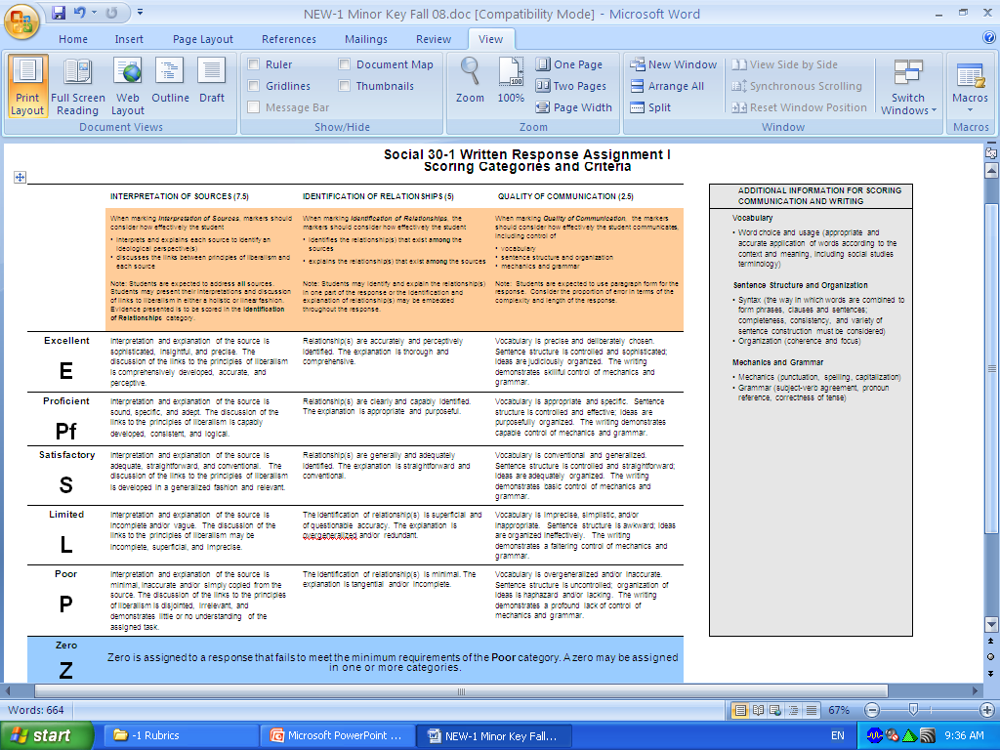 NEW-1 Minor Key Fall 08.doc [Compatibility Mode] - Microsoft Word
Home Insert Page Layout References Mailings Review View
Print Layout
Full Screen Reading
Web Layout
Outline
Draft
Document Views
Ruler
Gridlines
Message Bar
Document Map
Thumbnails
Show/Hide
Zoom
100%
One Page
Two Pages
Page Width
Zoom
New Window
Arrange All
Split
View Side by Side
Synchronous Scrolling
Reset Window Position
Switch Windows
Window
Macros
Macros
Social 30-1 Written Response Assignment I
Scoring Categories and Criteria
INTERPRETATION OF SOURCES (7.5)
When marking Interpretation of Sources, markers should
consider how effectively the student
• interprets and explains each source to identify an
ideological perspective(s)
• discusses the links between principles of liberalism and
each source
Note: Students are expected to address all sources.
Students may present their interpretations and discussion
of links to liberalism in either a holistic or linear fashion.
Evidence presented is to be scored in the Identification
of Relationships category.
IDENTIFICATION OF RELATIONSHIPS (5)
When marking Identification of Relationships, the
markers should consider how effectively the student
• identifies the relationship(s) that exist among the
sources
• explains the relationship(s) that exist among the sources
Note: Students may identify and explain the relationship(s)
in one part of the response or the identification and
explanation of relationship(s) may be embedded
throughout the response.
QUALITY OF COMMUNICATION (2.5)
When marking Quality of Communication, the markers
should consider how effectively the student communicates,
including control of
• vocabulary
• sentence structure and organization
• mechanics and grammar
Note: Students are expected to use paragraph form for the
response. Consider the proportion of error in terms of the
complexity and length of the response.
Excellent
E
Interpretation and explanation of the source is
sophisticated, insightful, and precise. The
discussion of the links to the principles of liberalism
is comprehensively developed, accurate, and
perceptive.
Relationship(s) are accurately and perceptively
identified. The explanation is thorough and
comprehensive.
Vocabulary is precise and deliberately chosen.
Sentence structure is controlled and sophisticated;
ideas are judiciously organized. The writing
demonstrates skillful control of mechanics and
grammar.
Proficient
Pf
Interpretation and explanation of the source is
sound, specific, and adept. The discussion of the
links to the principles of liberalism is capably
developed, consistent, and logical.
Relationship(s) are clearly and capably identified.
The explanation is appropriate and purposeful.
Vocabulary is appropriate and specific. Sentence
structure is controlled and effective; ideas are
purposefully organized. The writing demonstrates
capable control of mechanics and grammar.
Satisfactory
S
Interpretation and explanation of the source is
adequate, straightforward, and conventional. The
discussion of the links to the principles of liberalism
is developed in a generalized fashion and relevant.
Relationship(s) are generally and adequately
identified. The explanation is straightforward and
conventional.
Vocabulary is conventional and generalized.
Sentence structure is controlled and straightforward;
ideas are adequately organized. The writing
demonstrates basic control of mechanics and
grammar.
Limited
L
Interpretation and explanation of the source is
incomplete and/or vague. The discussion of the
links to the principles of liberalism may be
incomplete, superficial, and imprecise.
The identification of relationship(s) is superficial and
of questionable accuracy. The explanation is
overgeneralized and/or redundant.
Vocabulary is imprecise, simplistic, and/or
inappropriate. Sentence structure is awkward; ideas
are organized ineffectively. The writing
demonstrates a faltering control of mechanics and
grammar.
Poor
P
Interpretation and explanation of the source is
minimal, inaccurate and/or simply copied from the
source. The discussion of the links to the principles
of liberalism is disjointed, irrelevant, and
demonstrates little or no understanding of the
assigned task.
The identification of relationship(s) is minimal. The
explanation is tangential and/or incomplete.
Vocabulary is overgeneralized and/or inaccurate.
Sentence structure is uncontrolled; organization of
ideas is haphazard and/or lacking. The writing
demonstrates a profound lack of control of
mechanics and grammar.
Zero
Z
Zero is assigned to a response that fails to meet the minimum requirements of the Poor category. A zero may be assigned
in one or more categories.
ADDITIONAL INFORMATION FOR SCORING
COMMUNICATION AND WRITING
Vocabulary
• Word choice and usage (appropriate and
accurate application of words according to the
context and meaning, including social studies
terminology)
Sentence Structure and Organization
• Syntax (the way in which words are combined to
form phrases, clauses and sentences;
completeness, consistency, and variety of
sentence construction must be considered)
• Organization (coherence and focus)
Mechanics and Grammar
• Mechanics (punctuation, spelling, capitalization)
• Grammar (subject-verb agreement, pronoun
reference, correctness of tense)
Words: 664
67%
start
-1 Rubrics
Microsoft PowerPoint ...
NEW-1 Minor Key Fall...
EN
9:36 AM